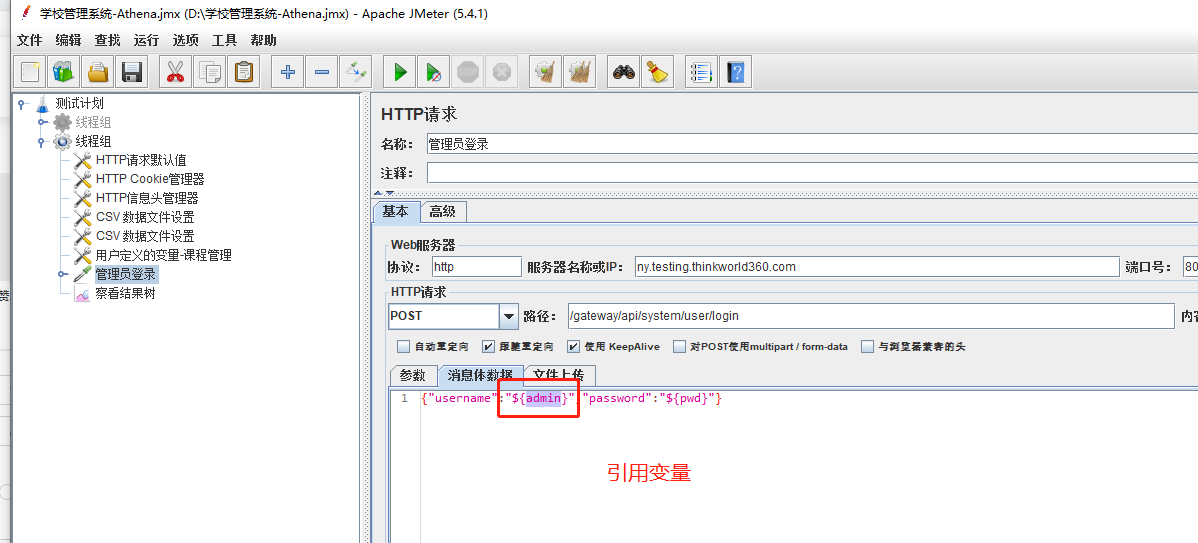 学校管理系统-Athena.jmx (D:\学校管理系统-Athena.jmx) - Apache JMeter (5.4.1)
文件 编辑 查找 运行 选项 工具 帮助
STOP
测试计划
线程组
线程组
HTTP请求默认值
HTTP Cookie管理器
HTTP信息头管理器
CSV 数据文件设置
CSV 数据文件设置
用户定义的变量-课程管理
管理员登录
察看结果树
赞
HTTP请求
名称： 管理员登录
注释：
基本 高级
Web服务器
协议： http 服务器名称或IP： ny.testing.thinkworld360.com 端口号： 80
HTTP请求
POST 路径： /gateway/api/system/user/login 内容
自动重定向 跟随重定向 使用 KeepAlive 对POST使用multipart / form-data 与浏览器兼容的头
参数 消息体数据 文件上传
1 {"username":"${admin}","password":"${pwd}"}
引用变量